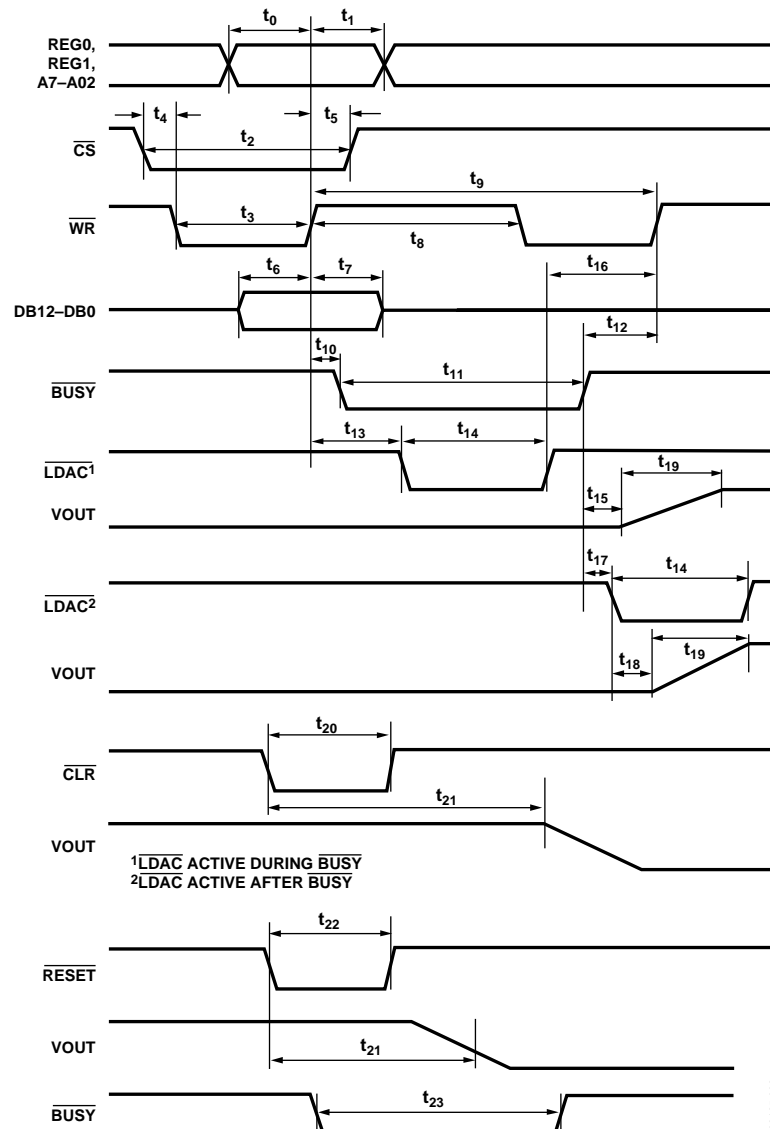 t0 t1
REG0,
REG1,
A7–A02
t4 t5
t2
CS
t9
WR t3
t8
t6 t7 t16
DB12–DB0
t12
t10
t11
BUSY
t13 t14
LDAC1
t19
t15
VOUT
t17 t14
LDAC2
t18 t19
VOUT
t20
CLR
t21
VOUT
1LDAC ACTIVE DURING BUSY
2LDAC ACTIVE AFTER BUSY
t22
RESET
VOUT
t21
t23
BUSY